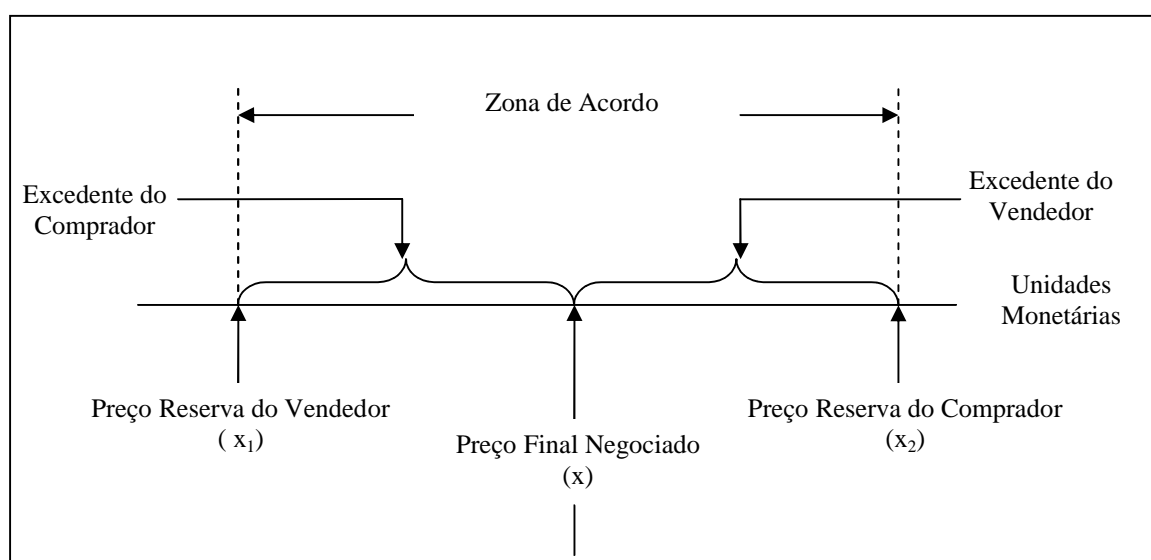 Zona de Acordo
Excedente do
Comprador
Excedente do
Vendedor
Unidades
Monetárias
Preço Reserva do Vendedor
( x₁)
Preço Final Negociado
(x)
Preço Reserva do Comprador
(x₂)